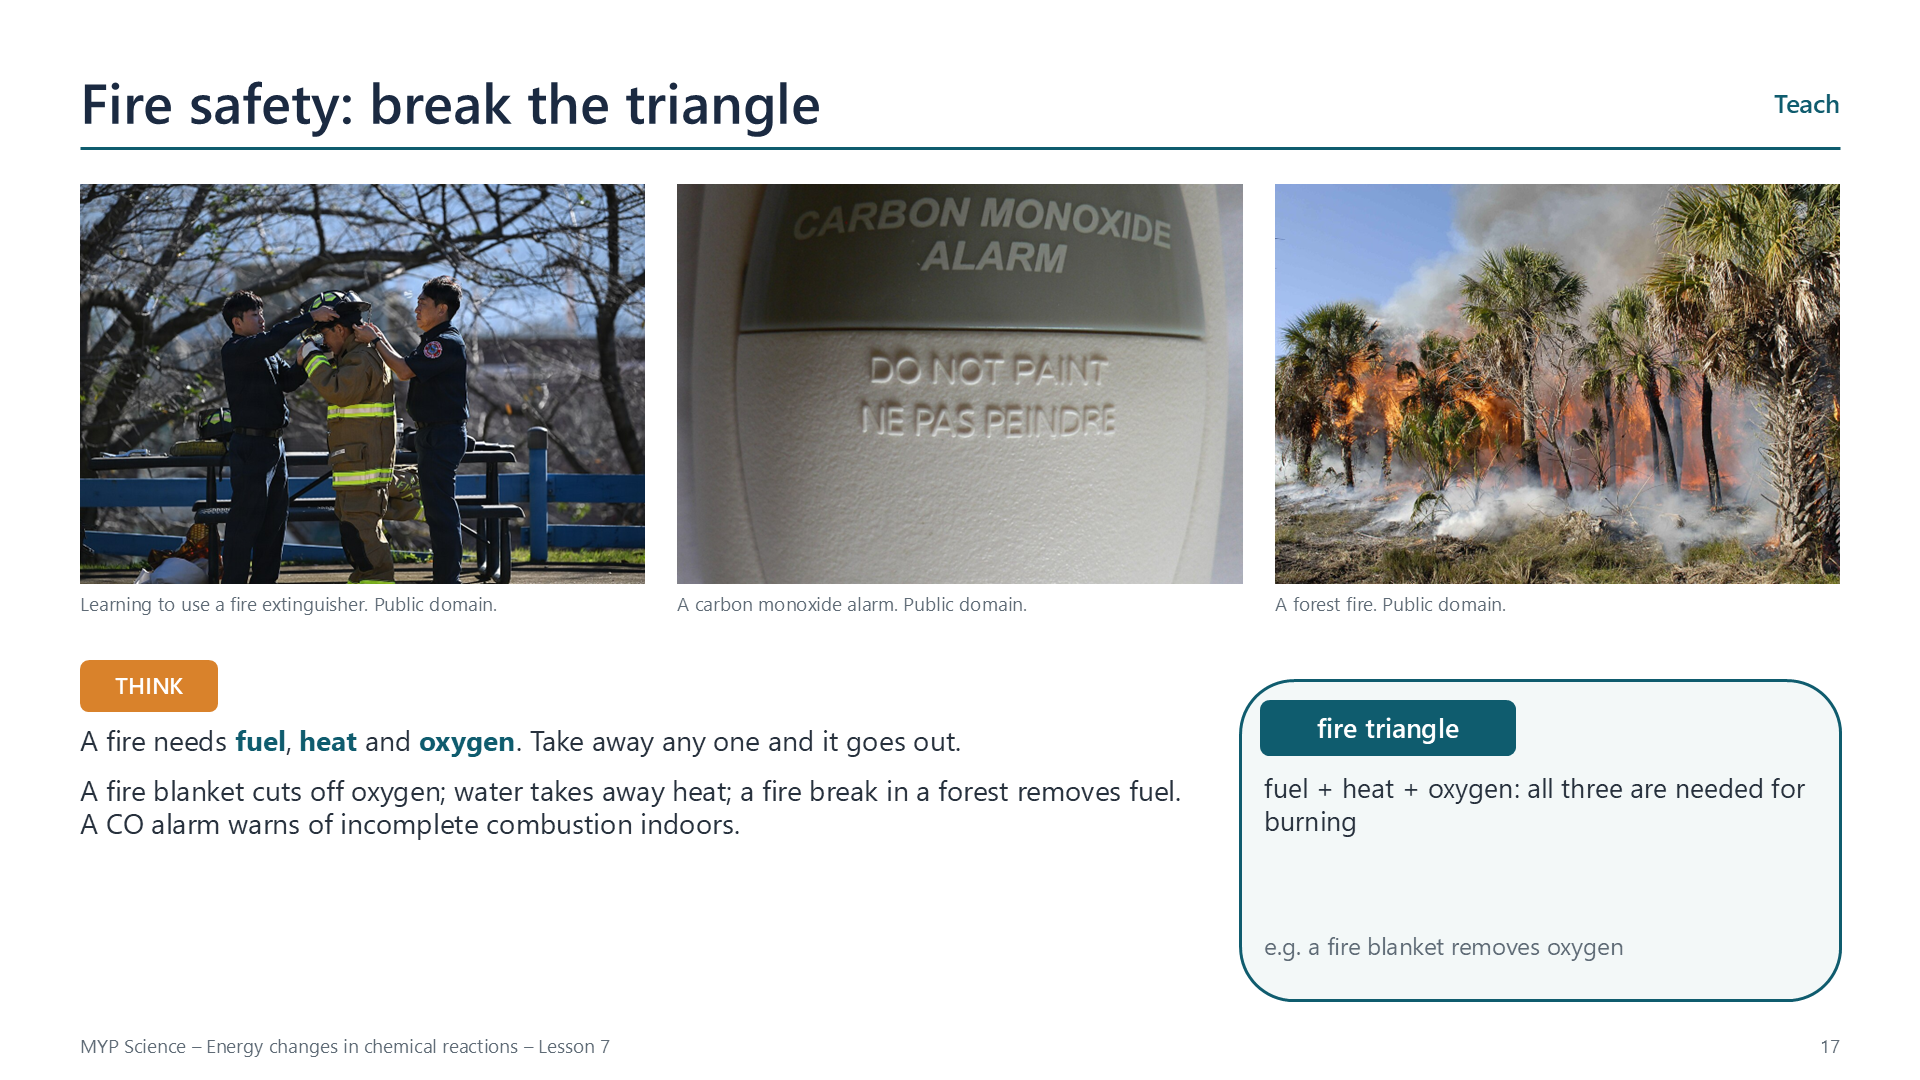 Fire safety: break the triangle
Teach
CARBON MONOXIDE
ALARM
DO NOT PAINT
NE PAS PEINDRE
Learning to use a fire extinguisher. Public domain.
A carbon monoxide alarm. Public domain.
A forest fire. Public domain.
THINK
A fire needs fuel, heat and oxygen. Take away any one and it goes out.
A fire blanket cuts off oxygen; water takes away heat; a fire break in a forest removes fuel.
A CO alarm warns of incomplete combustion indoors.
fire triangle
fuel + heat + oxygen: all three are needed for
burning
e.g. a fire blanket removes oxygen
MYP Science – Energy changes in chemical reactions – Lesson 7
17